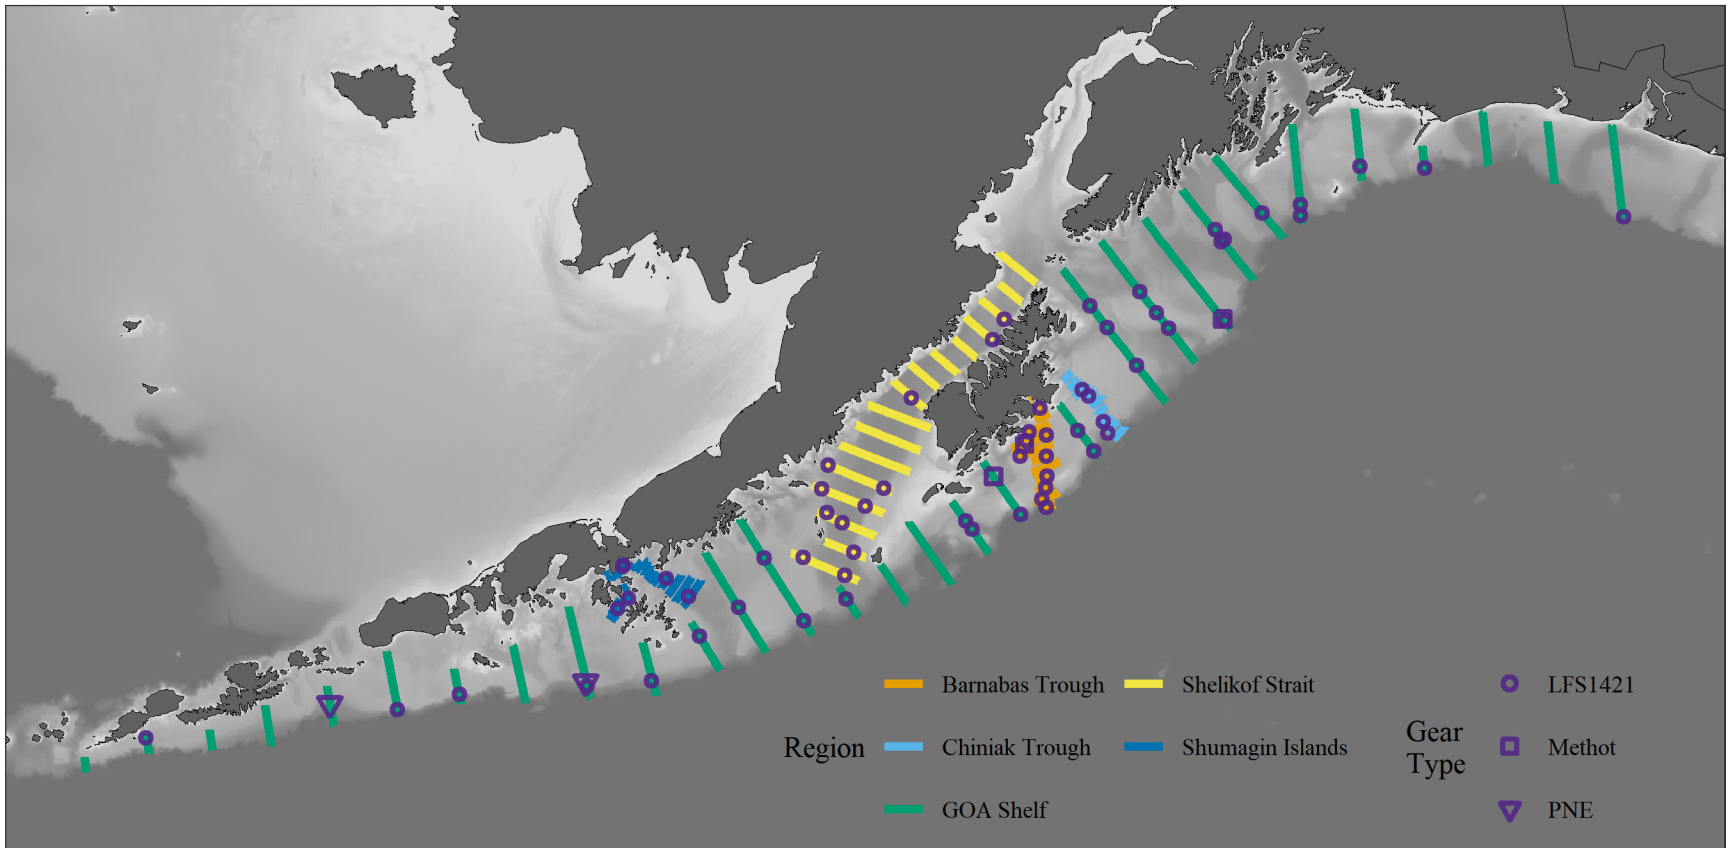 Barnabas Trough
Shelikof Strait
LFS1421
Region
Chiniak Trough
Shumagin Islands
Gear
Type
Methot
GOA Shelf
PNE